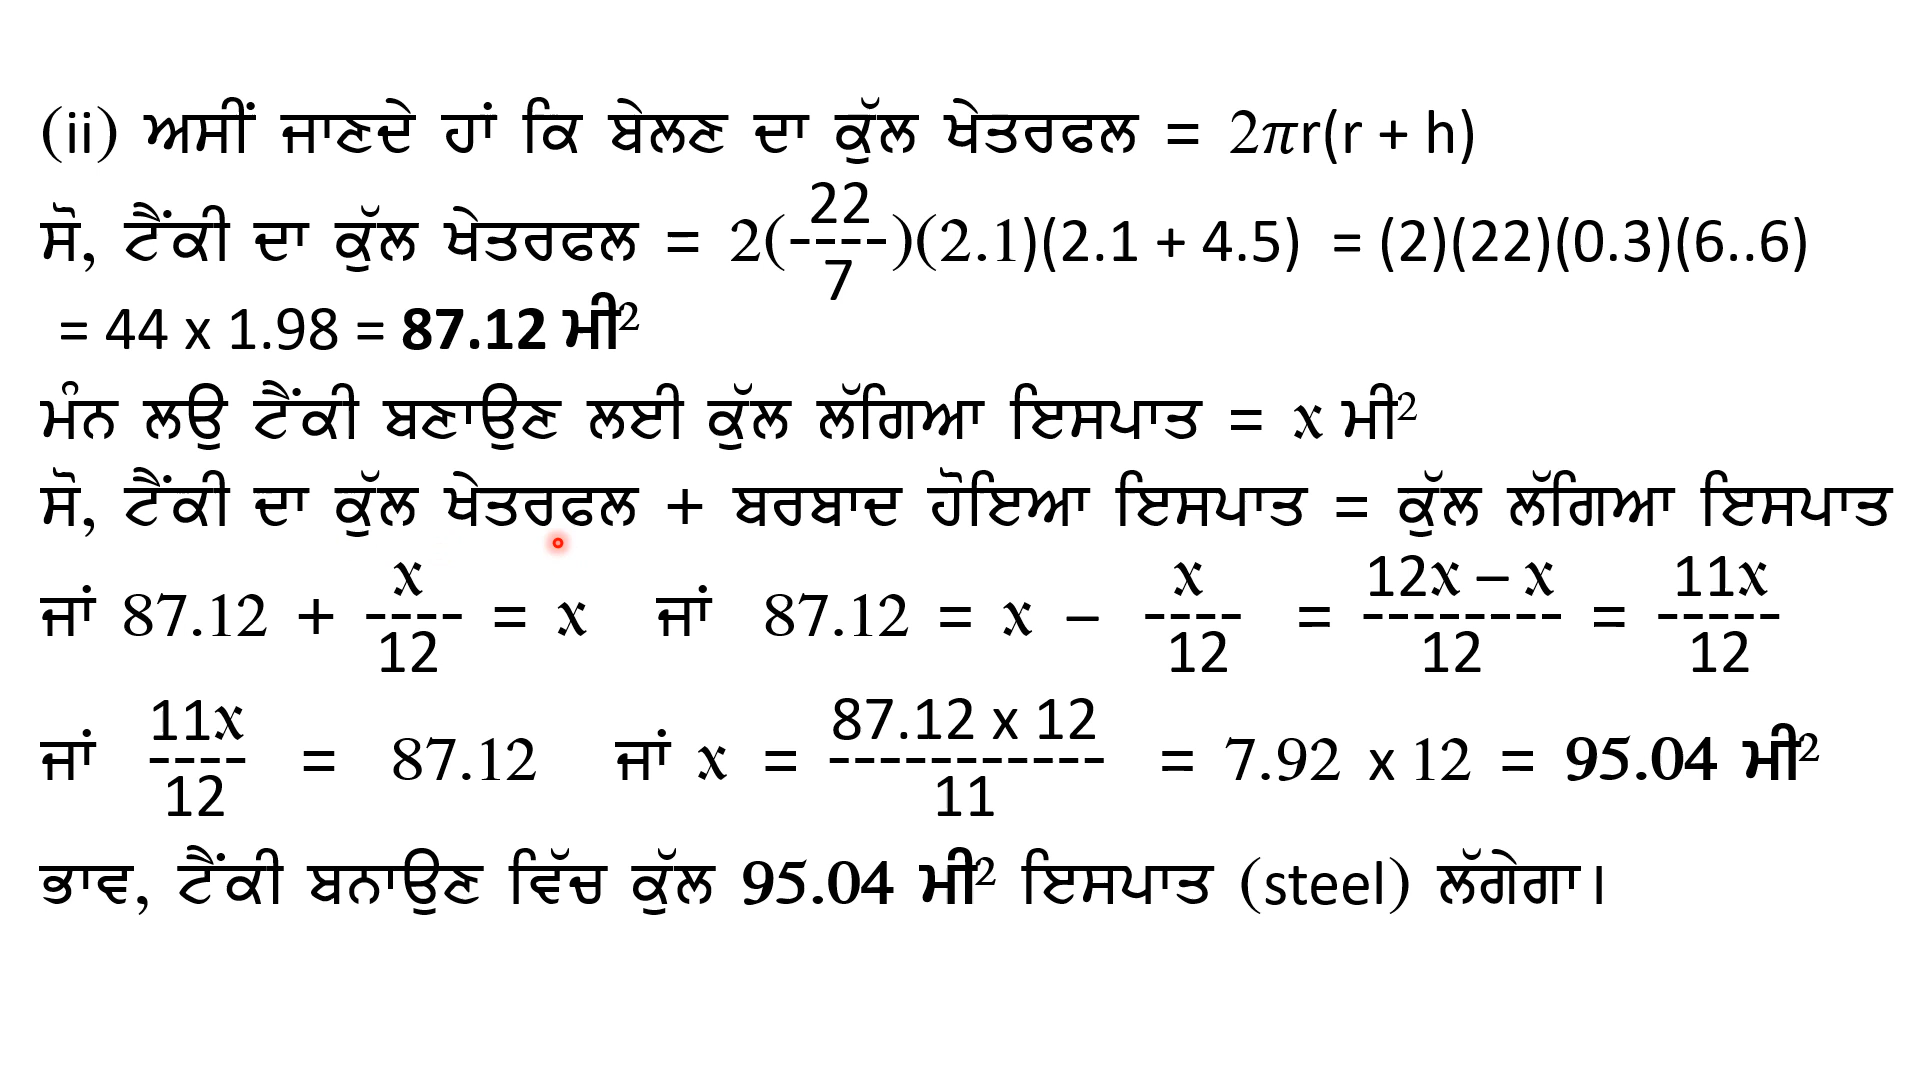 (ii) ਅਸੀਂ ਜਾਣਦੇ ਹਾਂ ਕਿ ਬੇਲਣ ਦਾ ਕੁੱਲ ਖੇਤਰਫਲ = 2πr(r + h)
ਸੋ, ਟੈਂਕੀ ਦਾ ਕੁੱਲ ਖੇਤਰਫਲ = 2(22/7)(2.1)(2.1 + 4.5) = (2)(22)(0.3)(6..6)
= 44 x 1.98 = 87.12 ਮੀ²
ਮੰਨ ਲਉ ਟੈਂਕੀ ਬਣਾਉਣ ਲਈ ਕੁੱਲ ਲੱਗਿਆ ਇਸਪਾਤ = x ਮੀ²
ਸੋ, ਟੈਂਕੀ ਦਾ ਕੁੱਲ ਖੇਤਰਫਲ + ਬਰਬਾਦ ਹੋਇਆ ਇਸਪਾਤ = ਕੁੱਲ ਲੱਗਿਆ ਇਸਪਾਤ
ਜਾਂ 87.12 + x/12 = x ਜਾਂ 87.12 = x – x/12 = 12x – x/12 = 11x/12
ਜਾਂ 11x/12 = 87.12 ਜਾਂ x = 87.12 x 12/11 = 7.92 x 12 = 95.04 ਮੀ²
ਭਾਵ, ਟੈਂਕੀ ਬਨਾਉਣ ਵਿੱਚ ਕੁੱਲ 95.04 ਮੀ² ਇਸਪਾਤ (steel) ਲੱਗੇਗਾ।